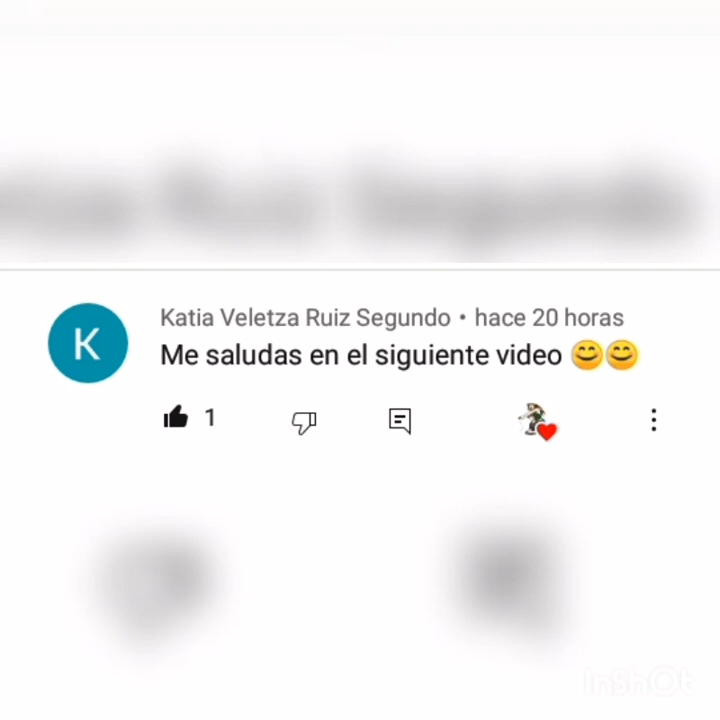 K
Katia Veletza Ruiz Segundo • hace 20 horas
Me saludas en el siguiente video 😊😊
1
InShOt